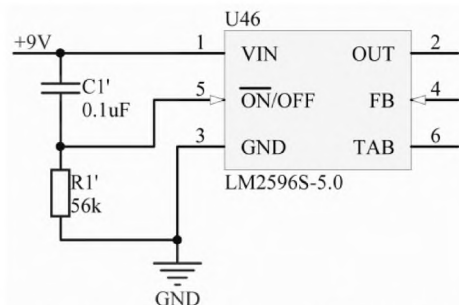 U46
+9V
1
VIN
OUT
2
C1'
0.1uF
5
ON/OFF
FB
4
3
GND
TAB
6
R1'
56k
LM2596S-5.0
GND